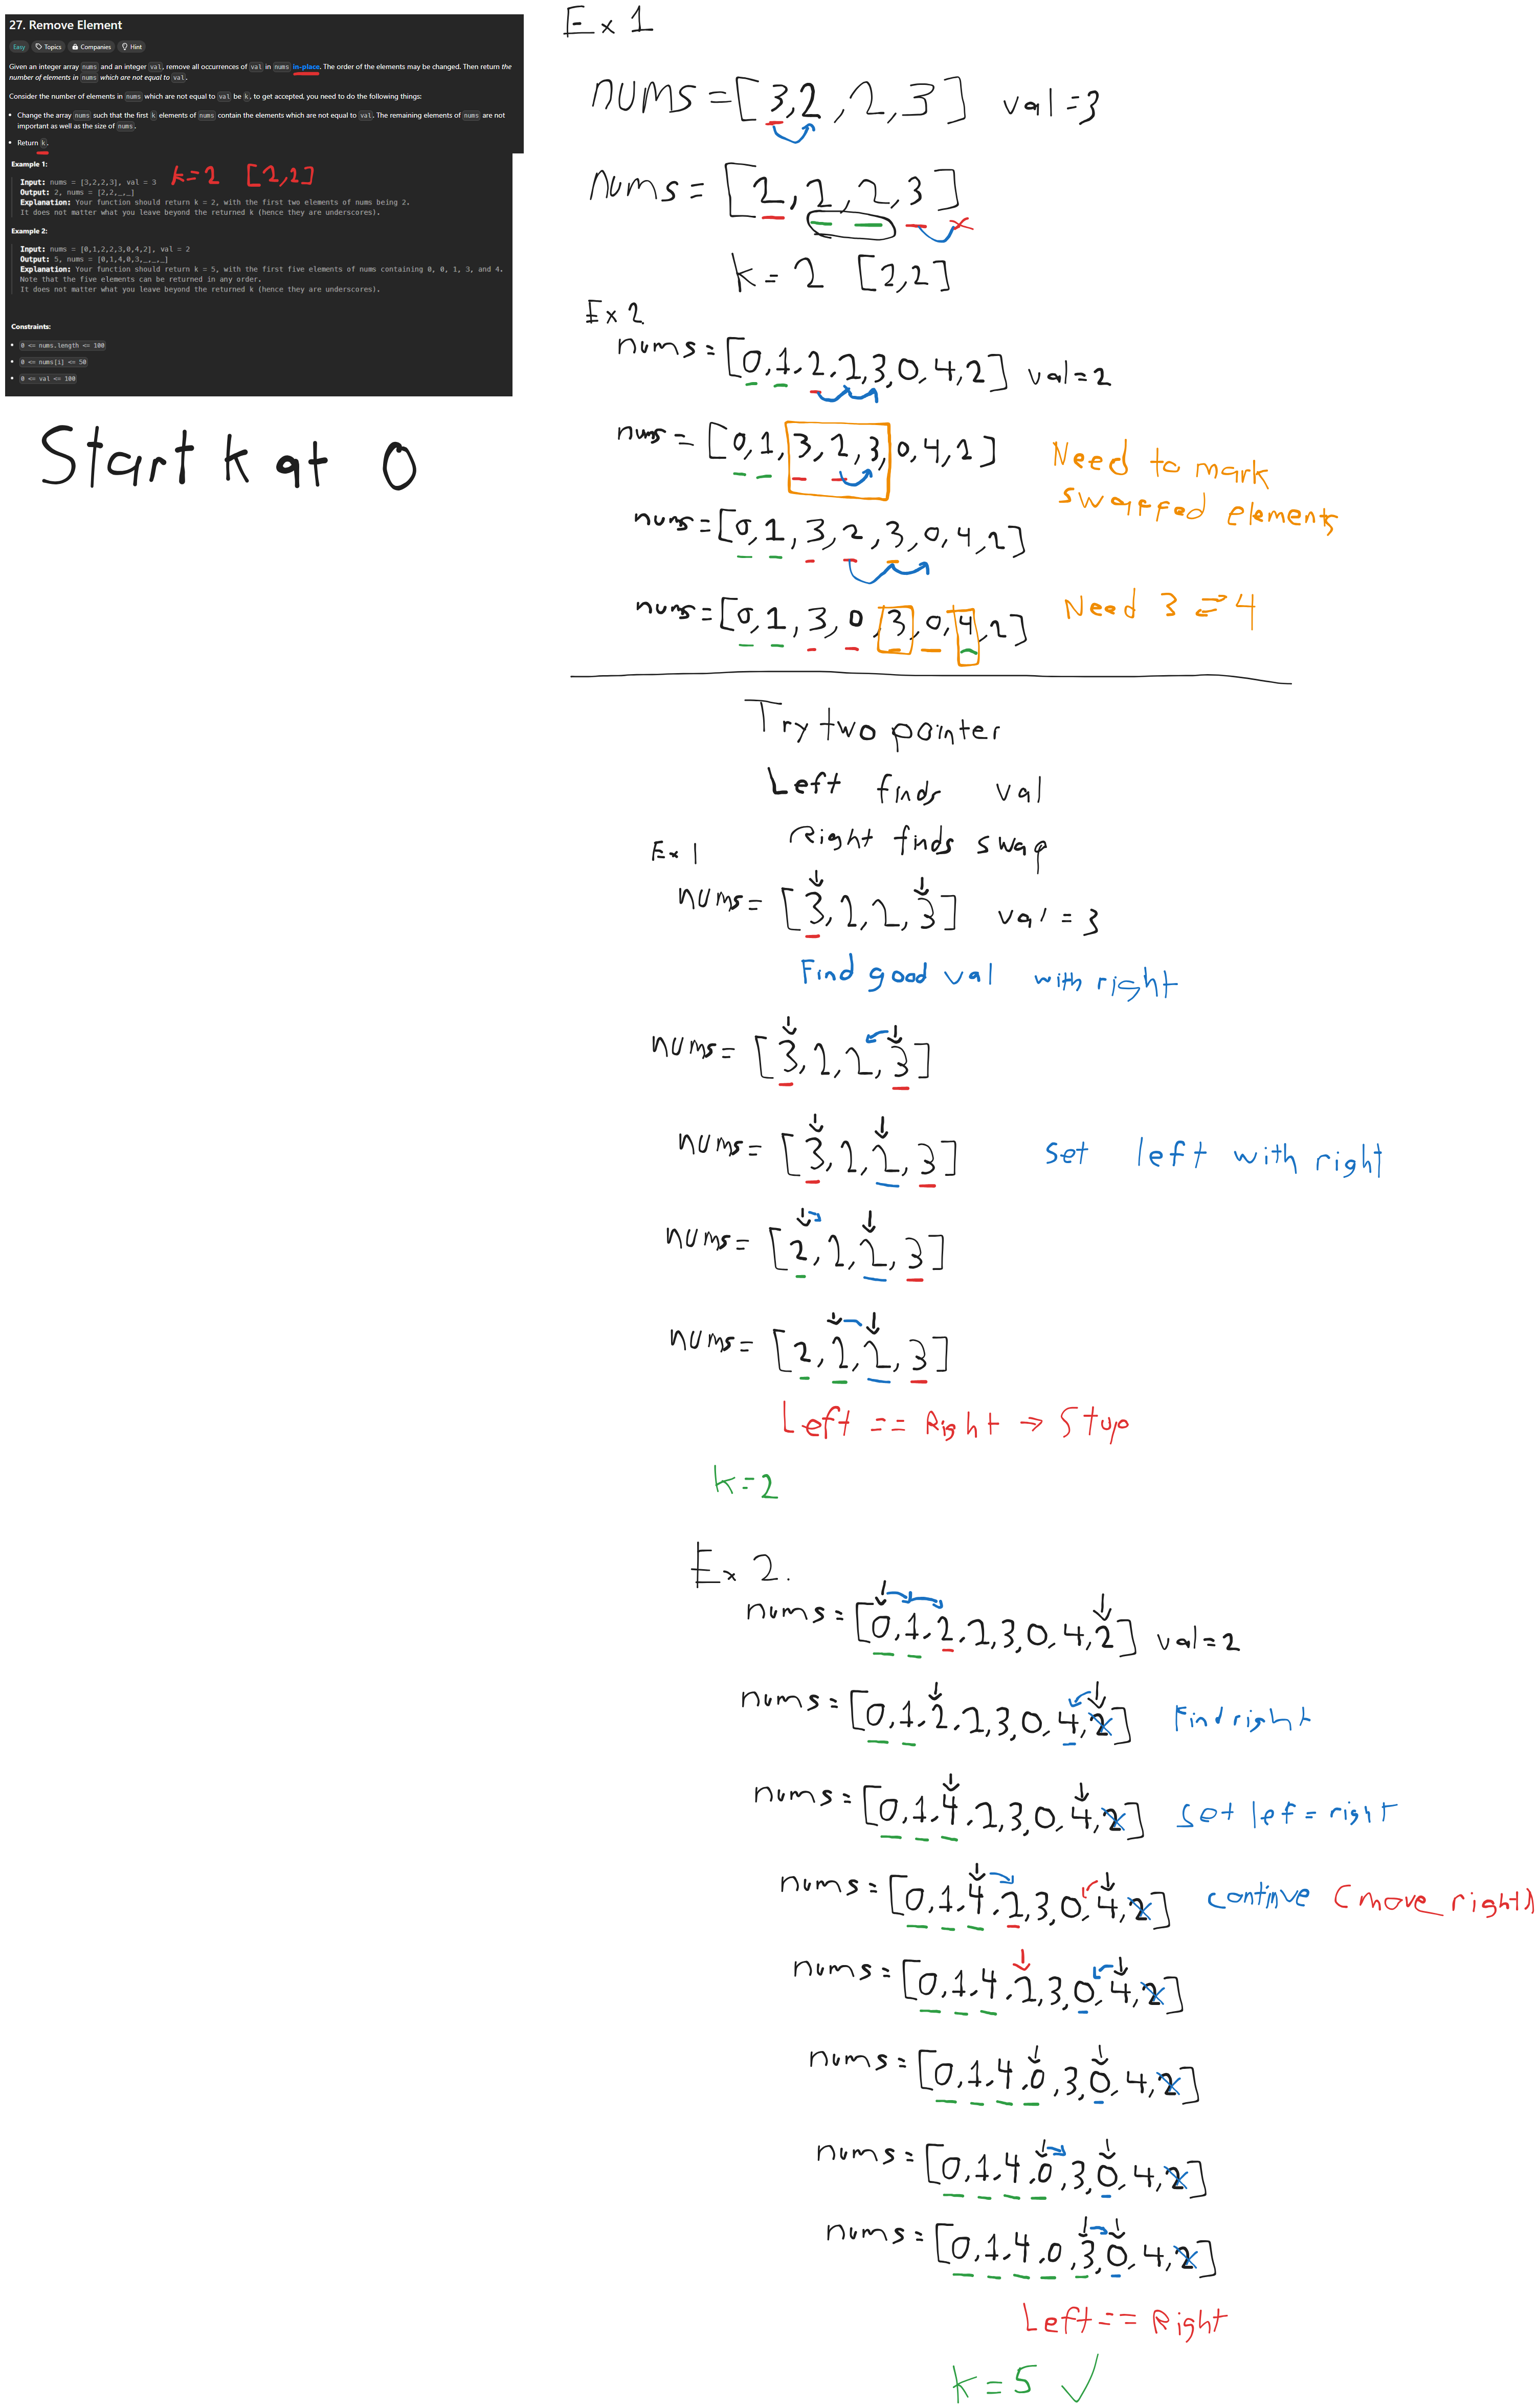 27. Remove Element
Easy Topics Companies Hint
Given an integer array nums and an integer val, remove all occurrences of val in nums in-place. The order of the elements may be changed. Then return the
number of elements in nums which are not equal to val.
Consider the number of elements in nums which are not equal to val be k, to get accepted, you need to do the following things:
• Change the array nums such that the first k elements of nums contain the elements which are not equal to val. The remaining elements of nums are not
important as well as the size of nums.
• Return k.
Example 1:
k=2 [2,2]
Input: nums = [3,2,2,3], val = 3
Output: 2, nums = [2,2,_,_]
Explanation: Your function should return k = 2, with the first two elements of nums being 2.
It does not matter what you leave beyond the returned k (hence they are underscores).
Example 2:
Input: nums = [0,1,2,2,3,0,4,2], val = 2
Output: 5, nums = [0,1,4,0,3,_,_,_]
Explanation: Your function should return k = 5, with the first five elements of nums containing 0, 0, 1, 3, and 4.
Note that the five elements can be returned in any order.
It does not matter what you leave beyond the returned k (hence they are underscores).
Constraints:
• 0 <= nums.length <= 100
• 0 <= nums[i] <= 50
• 0 <= val <= 100
Start k at 0
Ex 1
nums = [3,2,2,3] val = 3
nums = [2,2,2,3]
k = 2 [2,2]
Ex 2.
nums = [0,1,2,2,3,0,4,2] val = 2
nums = [0,1,3,2,3,0,4,2]
Need to mark
swapped elements
nums = [0,1,3,2,3,0,4,2]
nums = [0,1,3,0,3,0,4,2]
Need 3 ⇄ 4
Try two pointer
Left finds val
Right finds swap
Ex 1
nums = [3,2,2,3] val = 3
Find good val with right
nums = [3,2,2,3]
nums = [3,2,2,3] set left with right
nums = [2,2,2,3]
nums = [2,2,2,3]
Left == Right → Stop
k=2
Ex 2.
nums = [0,1,2,2,3,0,4,2] val=2
nums = [0,1,2,2,3,0,4,2] Find right
nums = [0,1,4,2,3,0,4,2] set lef = right
nums = [0,1,4,2,3,0,4,2] continue (move right)
nums = [0,1,4,2,3,0,4,2]
nums = [0,1,4,0,3,0,4,2]
nums = [0,1,4,0,3,0,4,2]
nums = [0,1,4,0,3,0,4,2]
Left == Right
k=5 ✓